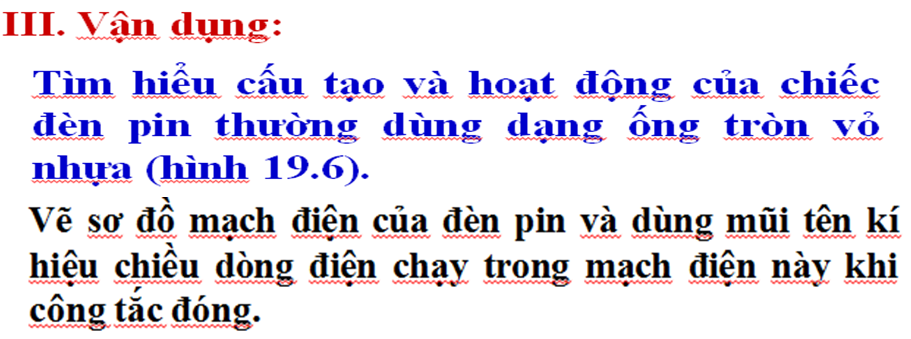 III. Vận dụng:
Tìm hiểu cấu tạo và hoạt động của chiếc
đèn pin thường dùng dạng ống tròn vỏ
nhựa (hình 19.6).
Vẽ sơ đồ mạch điện của đèn pin và dùng mũi tên kí
hiệu chiều dòng điện chạy trong mạch điện này khi
công tắc đóng.